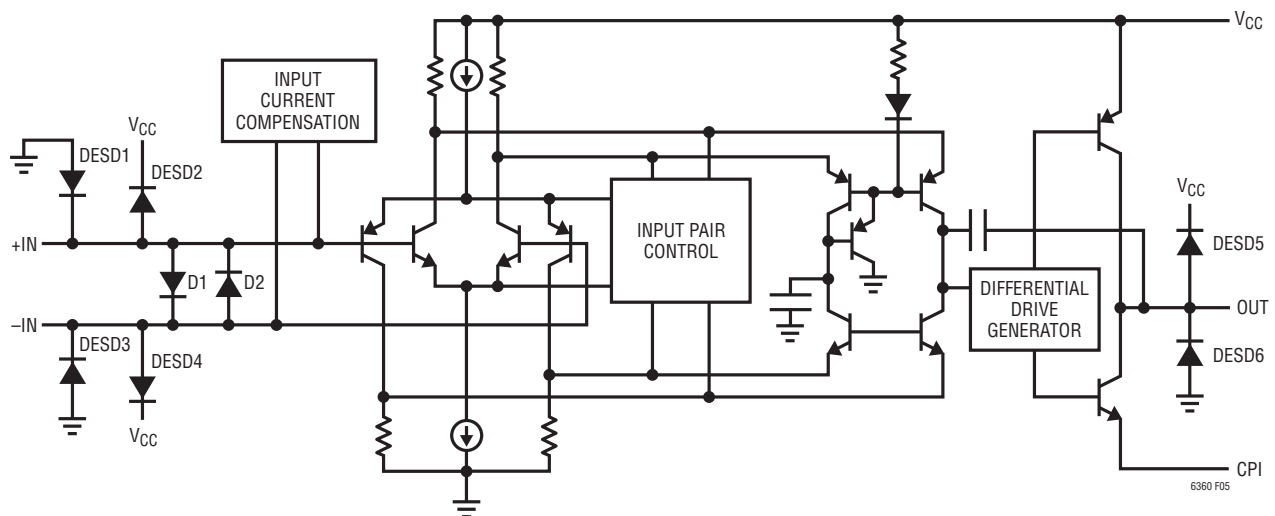 VCC
INPUT
CURRENT
COMPENSATION
VCC
DESD1
DESD2
VCC
+IN
INPUT PAIR
CONTROL
DESD5
D1
D2
DIFFERENTIAL
DRIVE
GENERATOR
OUT
–IN
DESD3
DESD4
DESD6
VCC
CPI
6360 F05